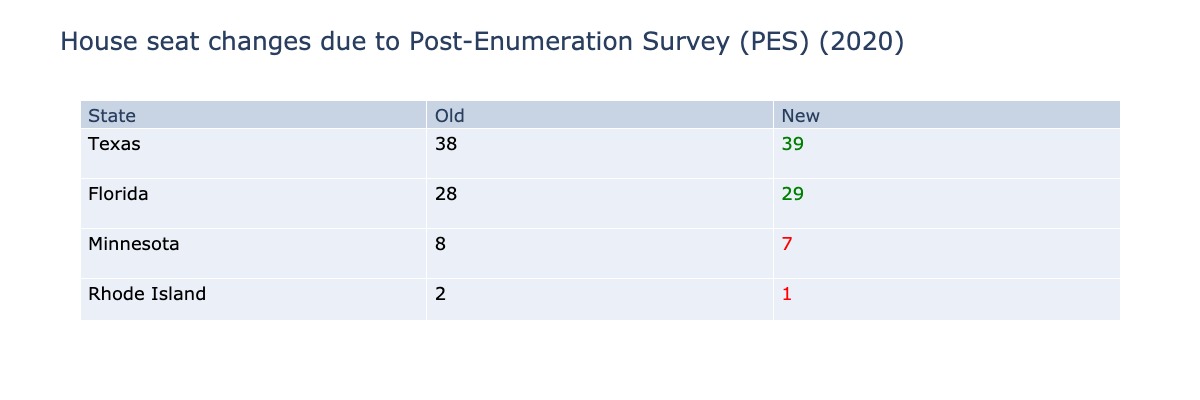 House seat changes due to Post-Enumeration Survey (PES) (2020)
State Old New
Texas 38 39
Florida 28 29
Minnesota 8 7
Rhode Island 2 1